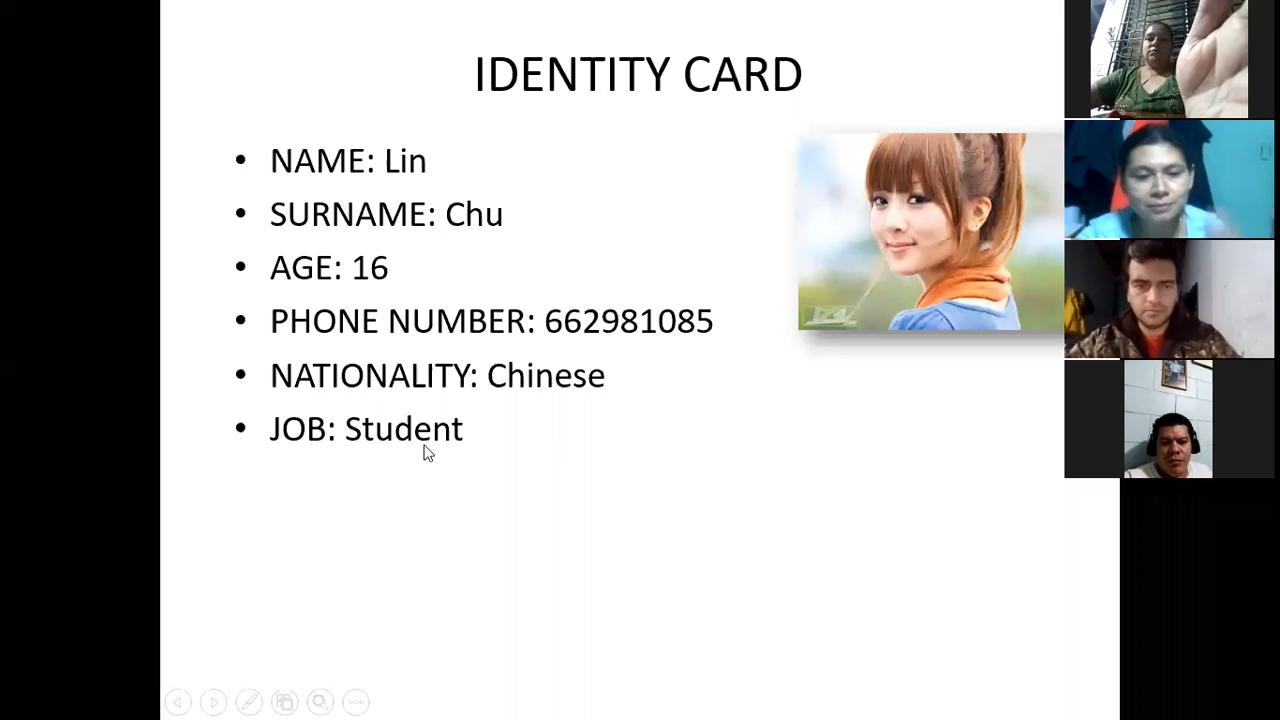 IDENTITY CARD
• NAME: Lin
• SURNAME: Chu
• AGE: 16
• PHONE NUMBER: 662981085
• NATIONALITY: Chinese
• JOB: Student